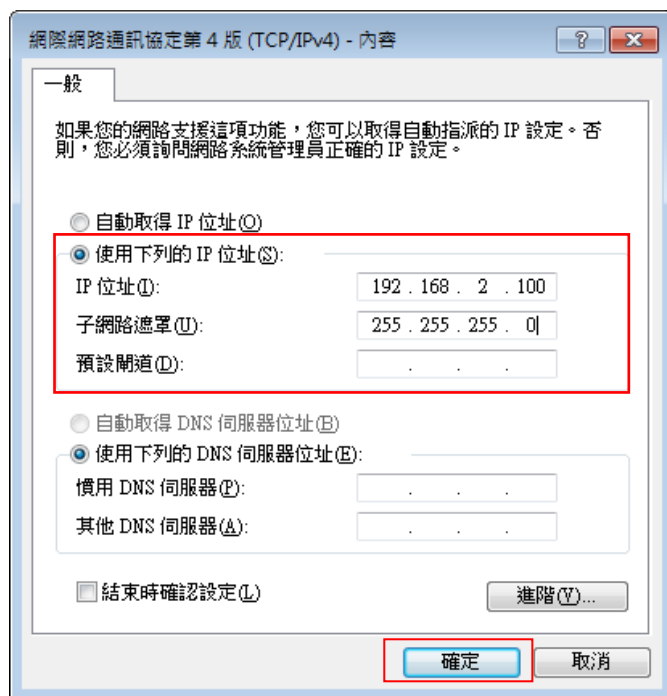 網際網路通訊協定第 4 版 (TCP/IPv4) - 內容
一般
如果您的網路支援這項功能，您可以取得自動指派的 IP 設定。否
則，您必須詢問網路系統管理員正確的 IP 設定。
自動取得 IP 位址(O)
使用下列的 IP 位址(S):
IP 位址(I): 192 . 168 . 2 . 100
子網路遮罩(U): 255 . 255 . 255 . 0
預設閘道(D): . . .
自動取得 DNS 伺服器位址(B)
使用下列的 DNS 伺服器位址(E):
慣用 DNS 伺服器(P): . . .
其他 DNS 伺服器(A): . . .
結束時確認設定(L)
進階(V)...
確定 取消